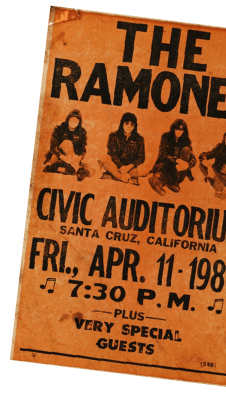 THE
RAMONE
CIVIC AUDITORIU
SANTA CRUZ, CALIFORNIA
FRI., APR. 11-198
7:30 P.M.
PLUS
VERY SPECIAL
GUESTS